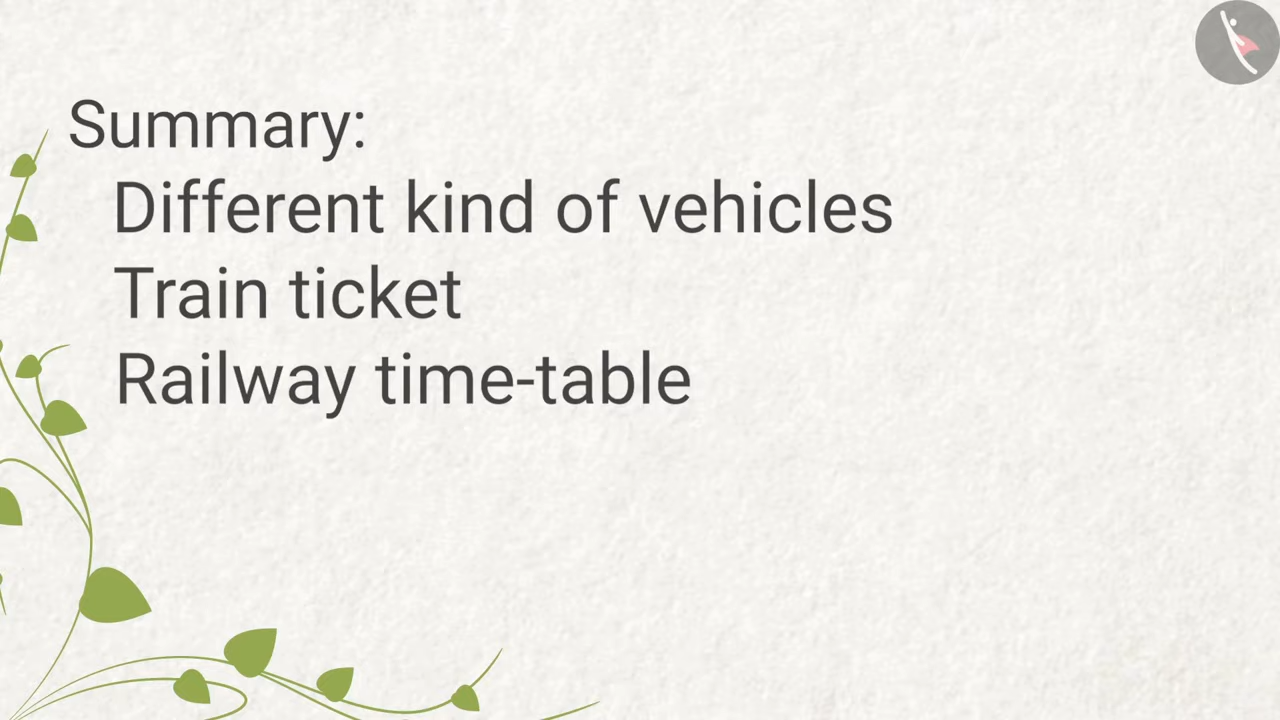 Summary:
Different kind of vehicles
Train ticket
Railway time-table